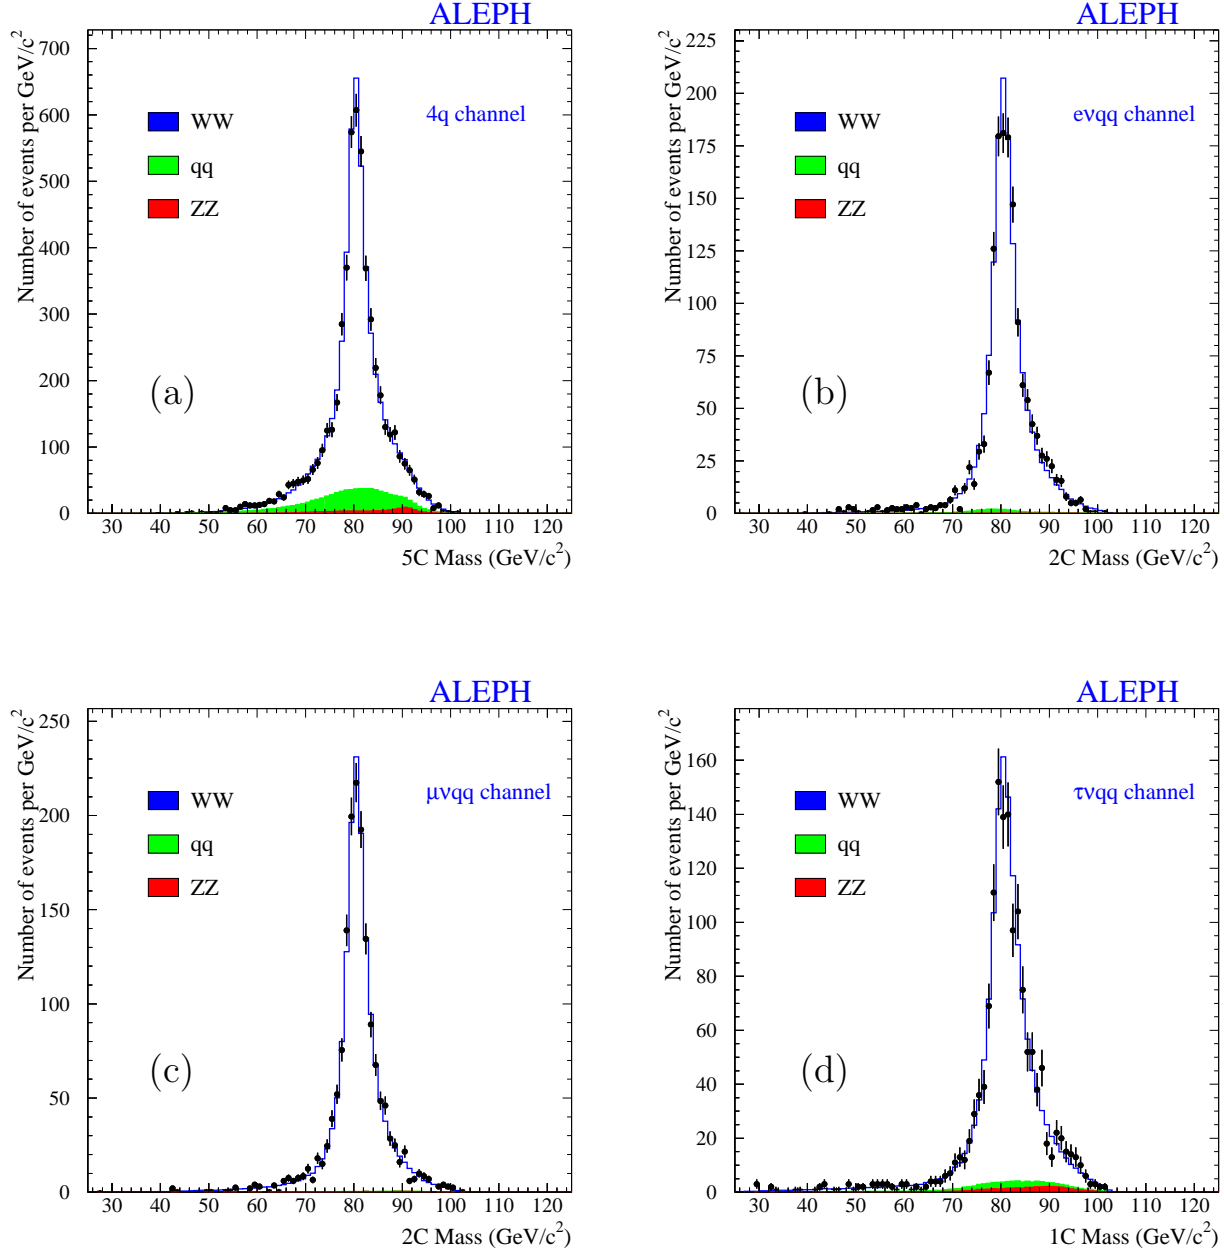 ALEPH
Number of events per GeV/c²
700
600
500
400
300
200
100
0
WW
qq
ZZ
4q channel
(a)
30 40 50 60 70 80 90 100 110 120
5C Mass (GeV/c²)
ALEPH
Number of events per GeV/c²
225
200
175
150
125
100
75
50
25
0
WW
qq
ZZ
eνqq channel
(b)
30 40 50 60 70 80 90 100 110 120
2C Mass (GeV/c²)
ALEPH
Number of events per GeV/c²
250
200
150
100
50
0
WW
qq
ZZ
μνqq channel
(c)
30 40 50 60 70 80 90 100 110 120
2C Mass (GeV/c²)
ALEPH
Number of events per GeV/c²
160
140
120
100
80
60
40
20
0
WW
qq
ZZ
τνqq channel
(d)
30 40 50 60 70 80 90 100 110 120
1C Mass (GeV/c²)